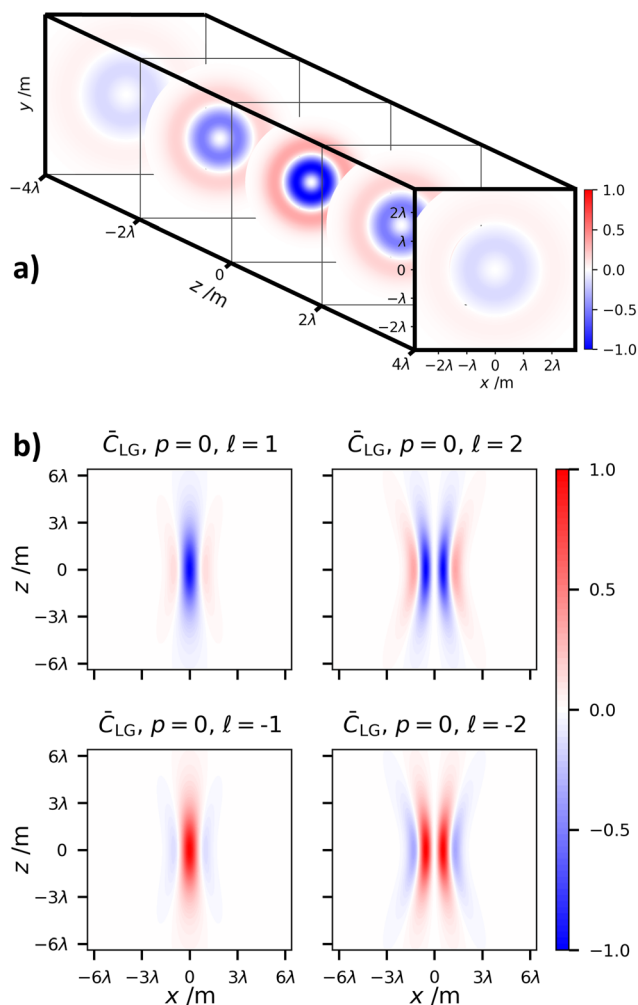 y /m
−4λ
−2λ
0
2λ
4λ
z /m
a)
2λ
λ
0
−λ
−2λ
−2λ −λ 0 λ 2λ
x /m
1.0
0.5
0.0
−0.5
−1.0
b)
C̄LG, p = 0, ℓ = 1
C̄LG, p = 0, ℓ = 2
6λ
3λ
0
−3λ
−6λ
z /m
C̄LG, p = 0, ℓ = -1
C̄LG, p = 0, ℓ = -2
6λ
3λ
0
−3λ
−6λ
z /m
−6λ −3λ 0 3λ 6λ
x /m
−6λ −3λ 0 3λ 6λ
x /m
1.0
0.5
0.0
−0.5
−1.0